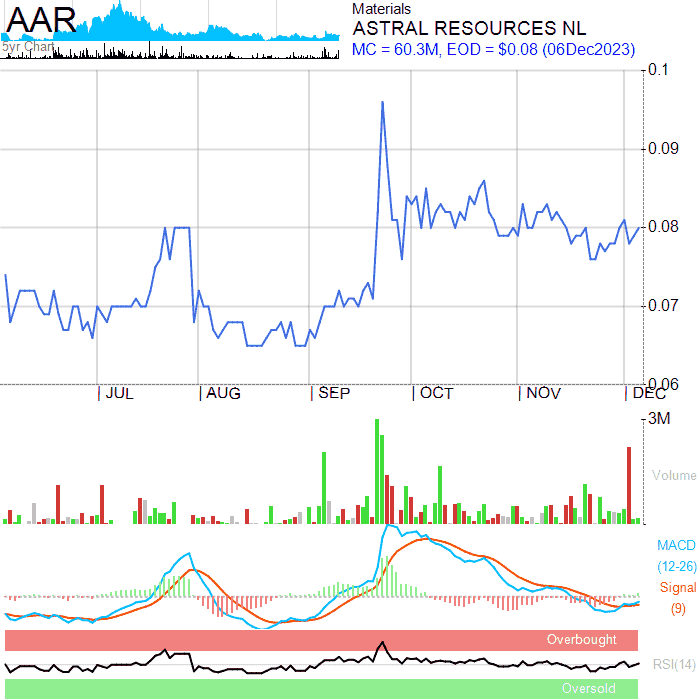 AAR
5yr Chart
Materials
ASTRAL RESOURCES NL
MC = 60.3M, EOD = $0.08 (06Dec2023)
0.1
0.09
0.08
0.07
0.06
JUL AUG SEP OCT NOV DEC
3M
Volume
MACD
(12-26)
Signal
(9)
Overbought
RSI(14)
Oversold